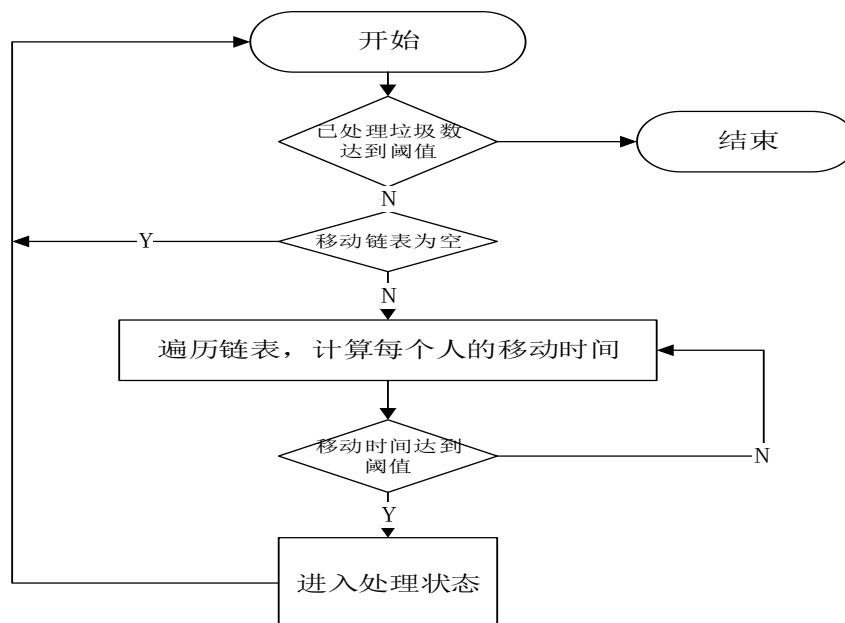 开始
已处理垃圾数
达到阈值
结束
N
移动链表为空
Y
N
遍历链表，计算每个人的移动时间
移动时间达到
阈值
N
Y
进入处理状态